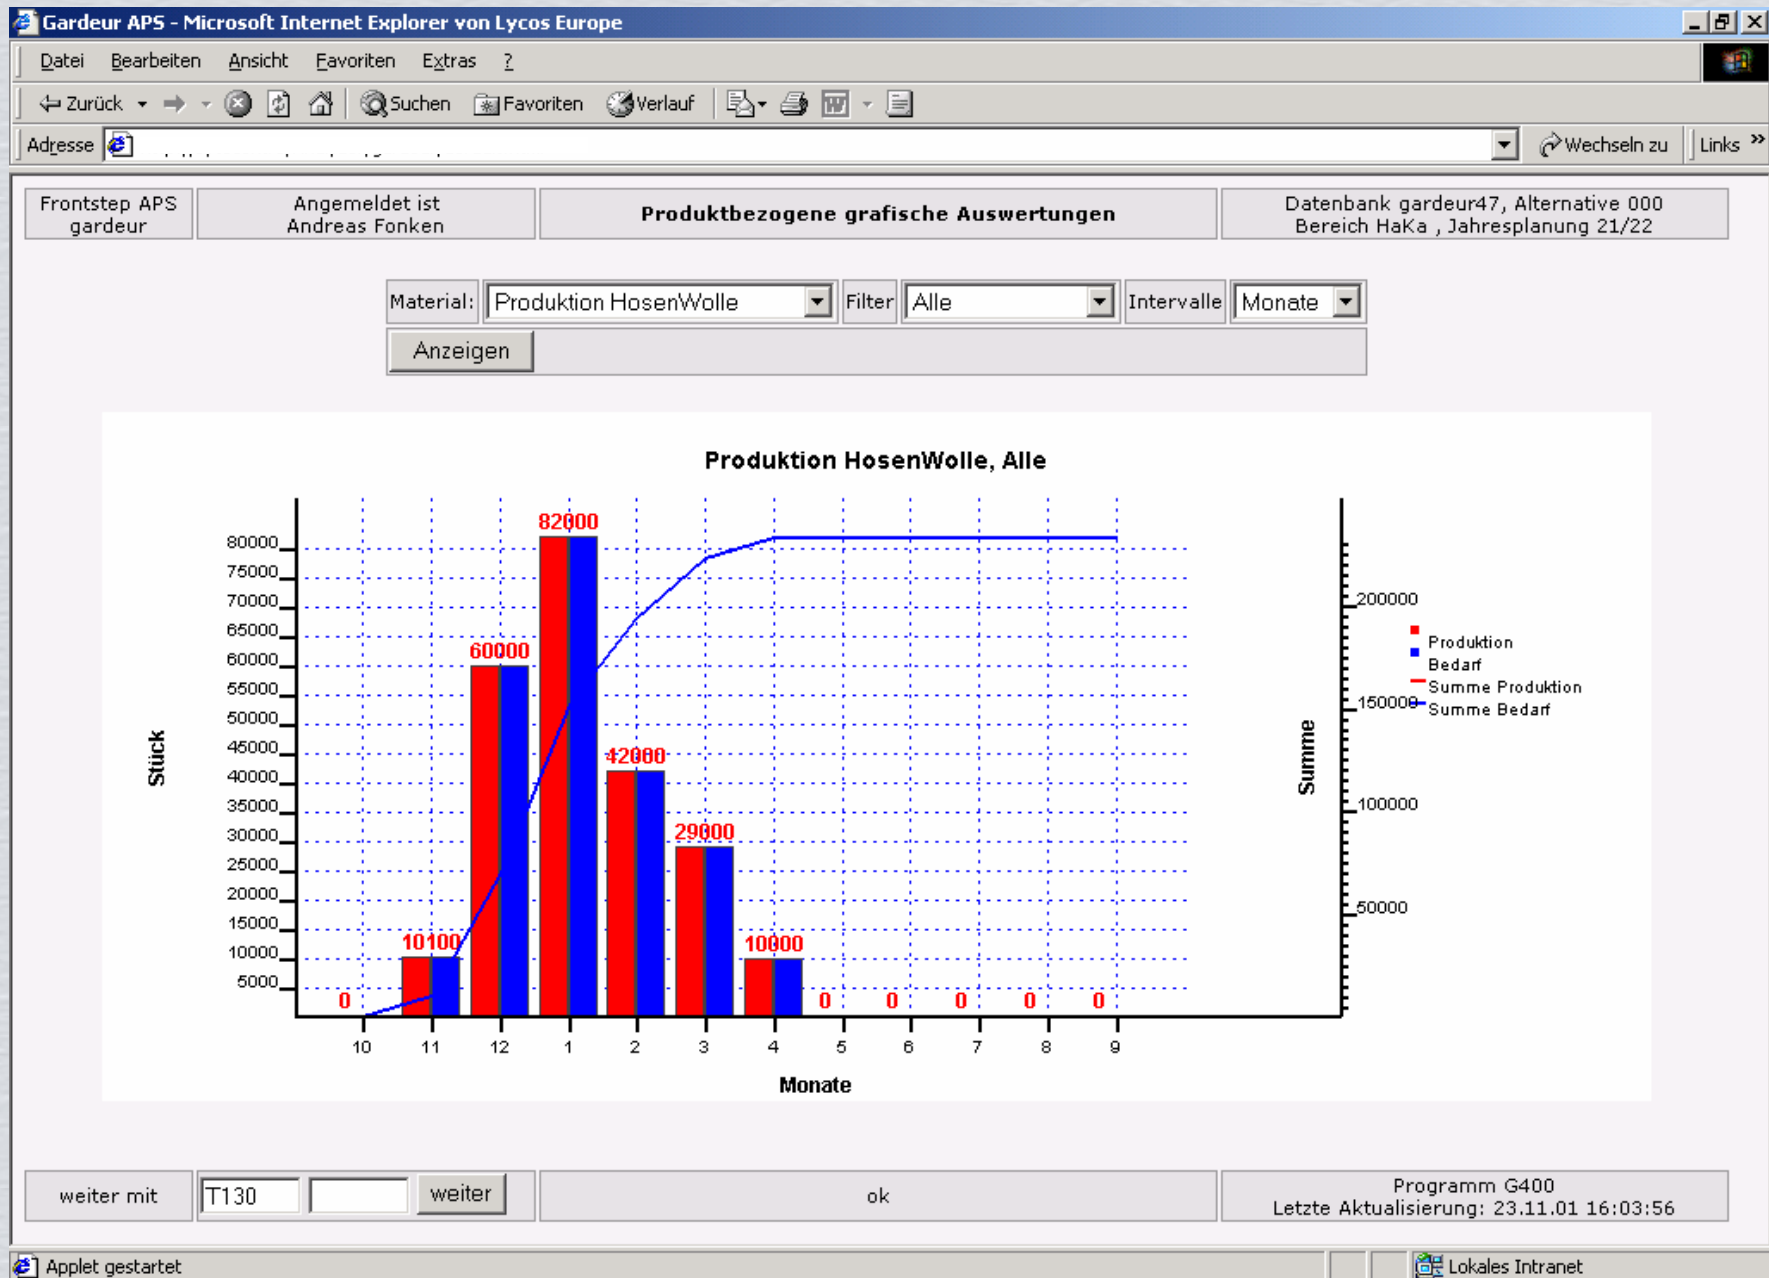 Gardeur APS - Microsoft Internet Explorer von Lycos Europe
Datei Bearbeiten Ansicht Favoriten Extras ?
Zurück Suchen Favoriten Verlauf
Adresse Wechseln zu Links »
Frontstep APS
gardeur
Angemeldet ist
Andreas Fonken
Produktbezogene grafische Auswertungen
Datenbank gardeur47, Alternative 000
Bereich HaKa , Jahresplanung 21/22
Material: Produktion HosenWolle Filter Alle Intervalle Monate
Anzeigen
Produktion HosenWolle, Alle
Stück
80000
75000
70000
65000
60000
55000
50000
45000
40000
35000
30000
25000
20000
15000
10000
5000
0 10100 60000 82000 42000 29000 10000 0 0 0 0 0
10 11 12 1 2 3 4 5 6 7 8 9
Monate
Summe
200000
150000
100000
50000
Produktion
Bedarf
Summe Produktion
Summe Bedarf
weiter mit T130 weiter
ok
Programm G400
Letzte Aktualisierung: 23.11.01 16:03:56
Applet gestartet
Lokales Intranet